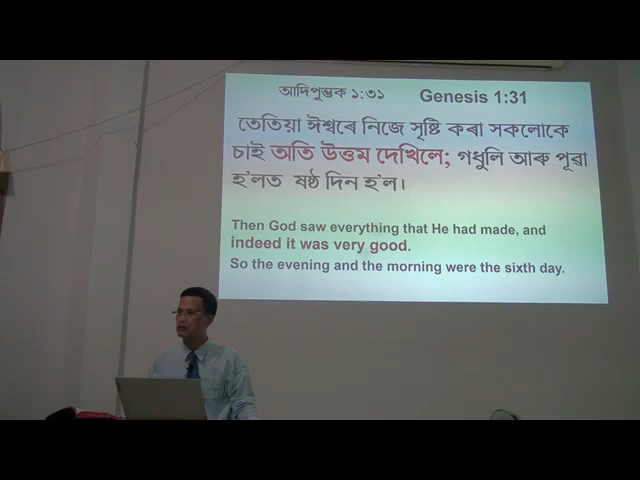 আদিপুস্তক ১:৩১ Genesis 1:31
তেতিয়া ঈশ্বৰে নিজে সৃষ্টি কৰা সকলোকে
চাই অতি উত্তম দেখিলে; গধুলি আৰু পূৱা
হ'লত ষষ্ঠ দিন হ'ল।
Then God saw everything that He had made, and
indeed it was very good.
So the evening and the morning were the sixth day.